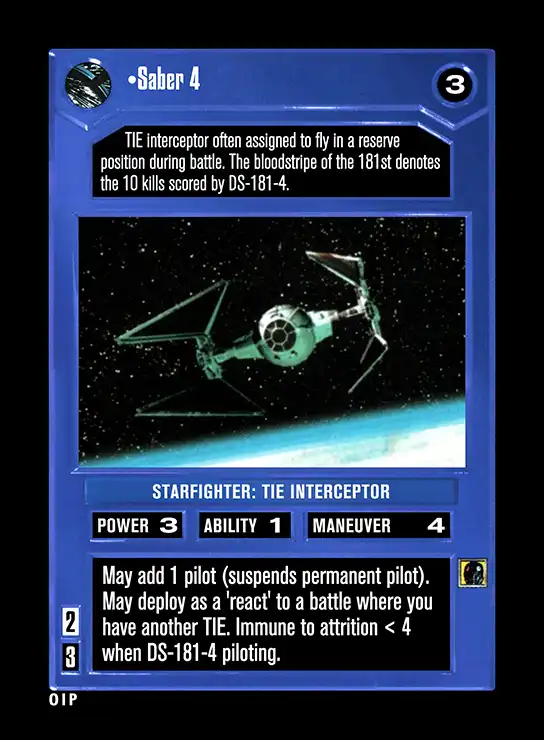 •Saber 4
3
TIE interceptor often assigned to fly in a reserve
position during battle. The bloodstripe of the 181st denotes
the 10 kills scored by DS-181-4.
STARFIGHTER: TIE INTERCEPTOR
POWER 3 ABILITY 1 MANEUVER 4
May add 1 pilot (suspends permanent pilot).
May deploy as a 'react' to a battle where you
have another TIE. Immune to attrition < 4
when DS-181-4 piloting.
2
3
OIP